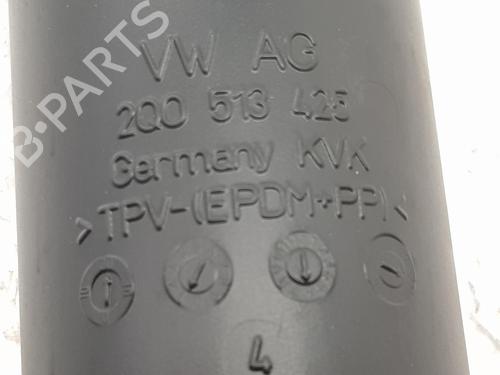 B-PARTS
VW AG
2Q0 513 425
Germany KVK
>TPV-(EPDM+PP)<
4